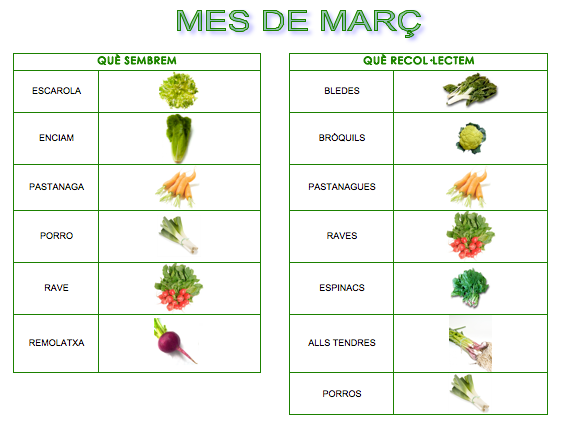 MES DE MARÇ
QUÈ SEMBREM
ESCAROLA
ENCIAM
PASTANAGA
PORRO
RAVE
REMOLATXA
QUÈ RECOL·LECTEM
BLEDES
BRÒQUILS
PASTANAGUES
RAVES
ESPINACS
ALLS TENDRES
PORROS